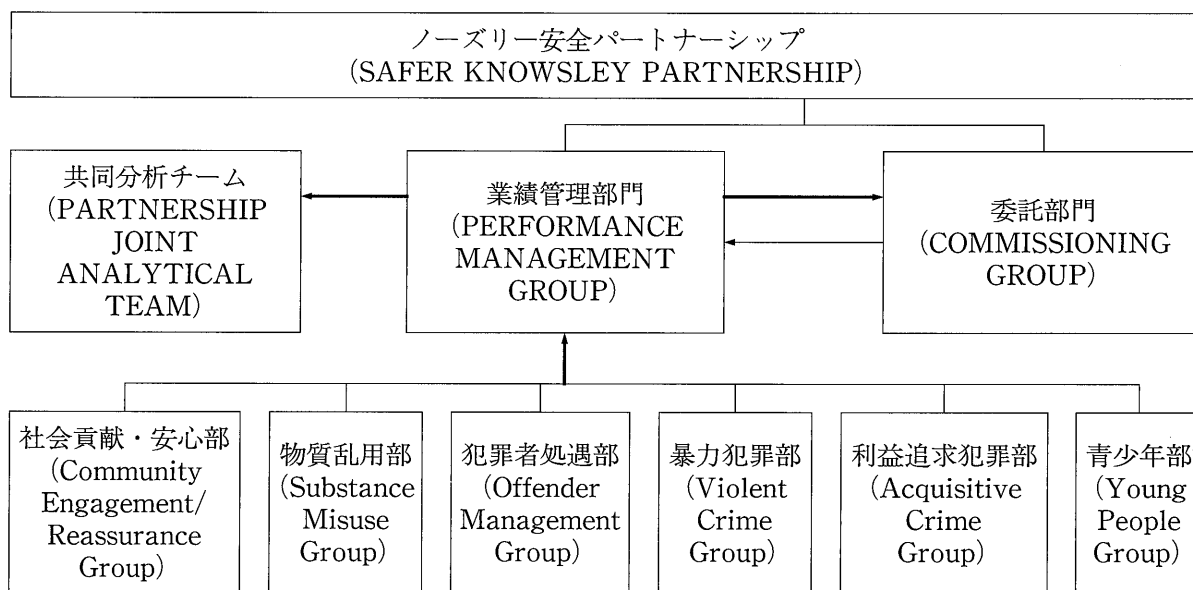 ノーズリー安全パートナーシップ
(SAFER KNOWSLEY PARTNERSHIP)
共同分析チーム
(PARTNERSHIP
JOINT
ANALYTICAL
TEAM)
業績管理部門
(PERFORMANCE
MANAGEMENT
GROUP)
委託部門
(COMMISSIONING
GROUP)
社会貢献・安心部
(Community
Engagement/
Reassurance
Group)
物質乱用部
(Substance
Misuse
Group)
犯罪者処遇部
(Offender
Management
Group)
暴力犯罪部
(Violent
Crime
Group)
利益追求犯罪部
(Acquisitive
Crime
Group)
青少年部
(Young
People
Group)